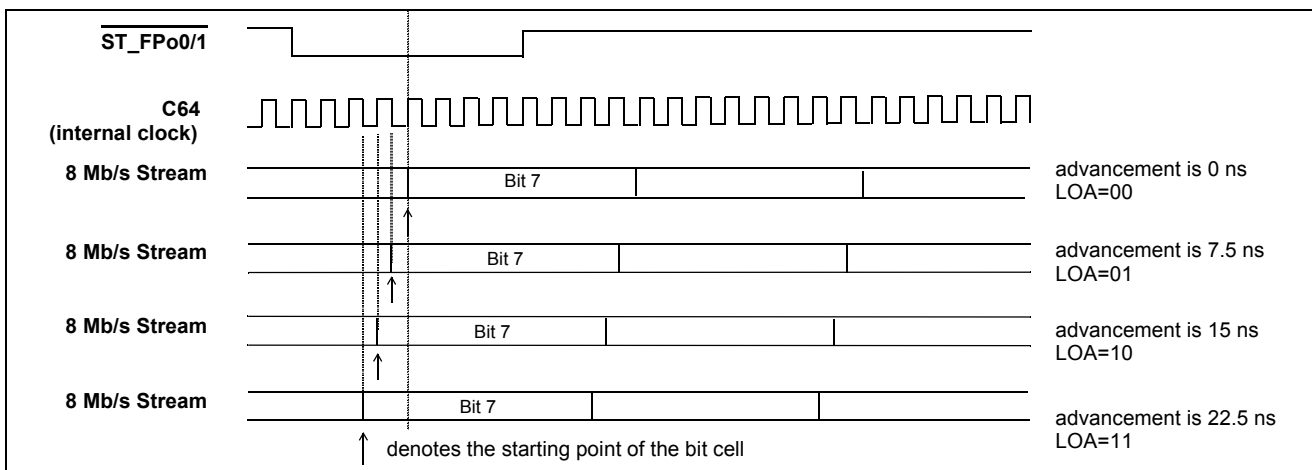 ST_FPo0/1
C64
(internal clock)
8 Mb/s Stream
Bit 7
advancement is 0 ns
LOA=00
8 Mb/s Stream
Bit 7
advancement is 7.5 ns
LOA=01
8 Mb/s Stream
Bit 7
advancement is 15 ns
LOA=10
8 Mb/s Stream
Bit 7
advancement is 22.5 ns
LOA=11
denotes the starting point of the bit cell